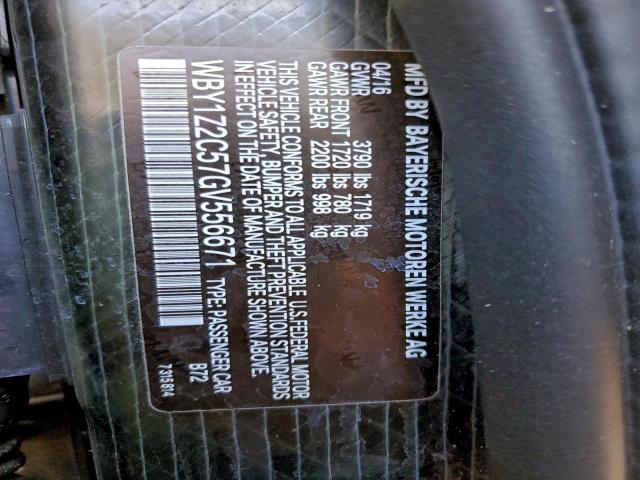 MFD BY BAYERISCHE MOTOREN WERKE AG
04/16
GVWR 3790 lbs 1719 kg
GAWR FRONT 1720 lbs 780 kg
GAWR REAR 2200 lbs 998 kg
THIS VEHICLE CONFORMS TO ALL APPLICABLE U.S. FEDERAL MOTOR
VEHICLE SAFETY, BUMPER AND THEFT PREVENTION STANDARDS
IN EFFECT ON THE DATE OF MANUFACTURE SHOWN ABOVE.
WBY1Z2C57GV556671 TYPE: PASSENGER CAR
B72
7315814